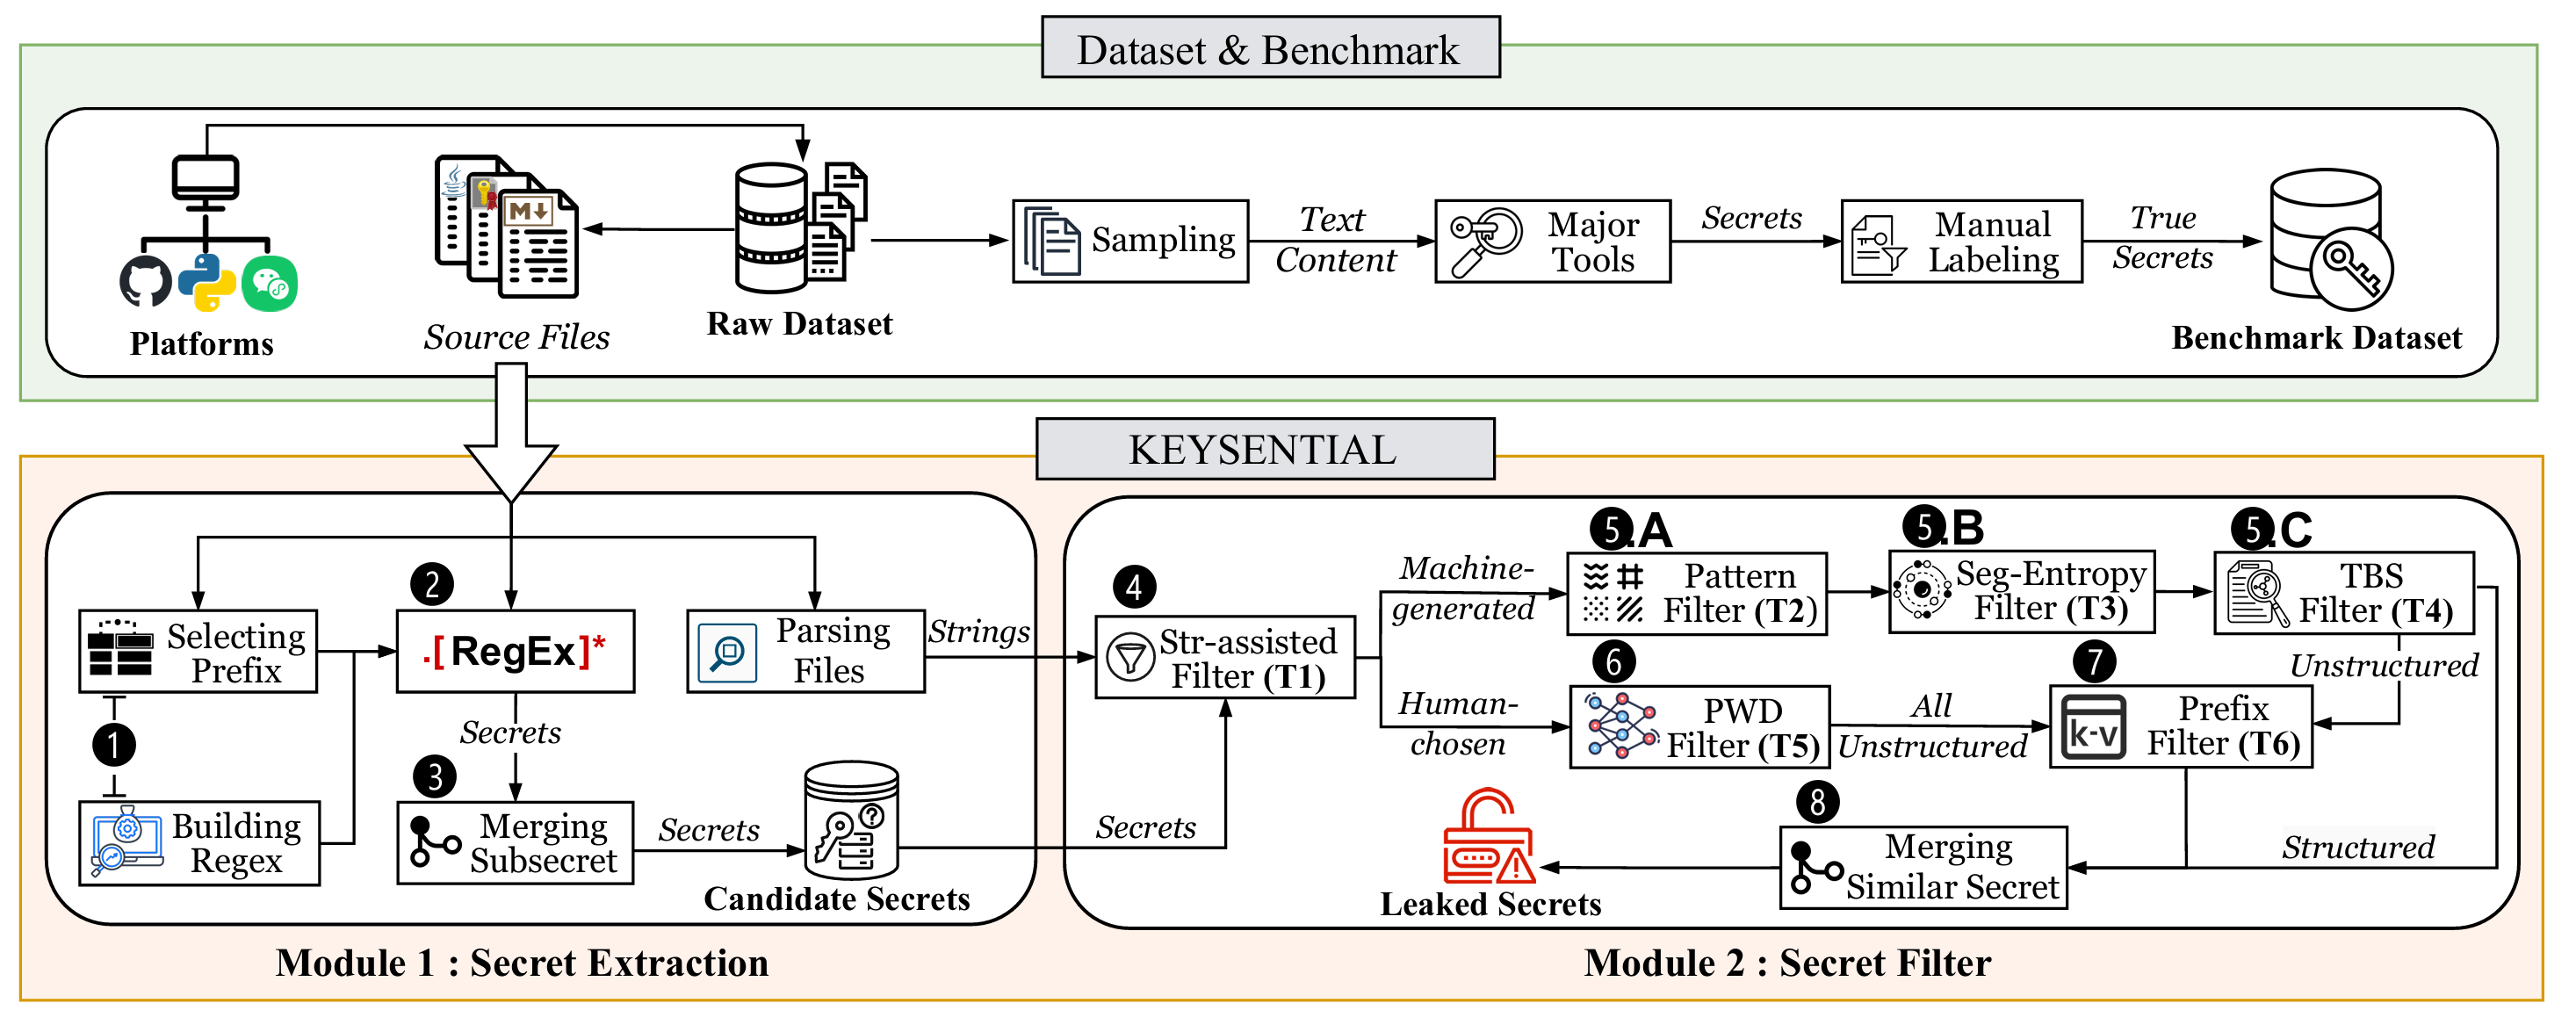 Dataset & Benchmark
Platforms
M
Source Files
Raw Dataset
Sampling
Text
Content
Major
Tools
Secrets
Manual
Labeling
True
Secrets
Benchmark Dataset
KEYSENTIAL
1
Selecting
Prefix
Building
Regex
2
.[RegEx]*
Secrets
3
Merging
Subsecret
Secrets
Candidate Secrets
Parsing
Files
Strings
Secrets
Module 1 : Secret Extraction
4
Str-assisted
Filter (T1)
Machine-
generated
Human-
chosen
5.A
Pattern
Filter (T2)
5.B
Seg-Entropy
Filter (T3)
5.C
TBS
Filter (T4)
Unstructured
6
PWD
Filter (T5)
All
Unstructured
7
k-v
Prefix
Filter (T6)
Structured
8
Merging
Similar Secret
Leaked Secrets
?
Module 2 : Secret Filter